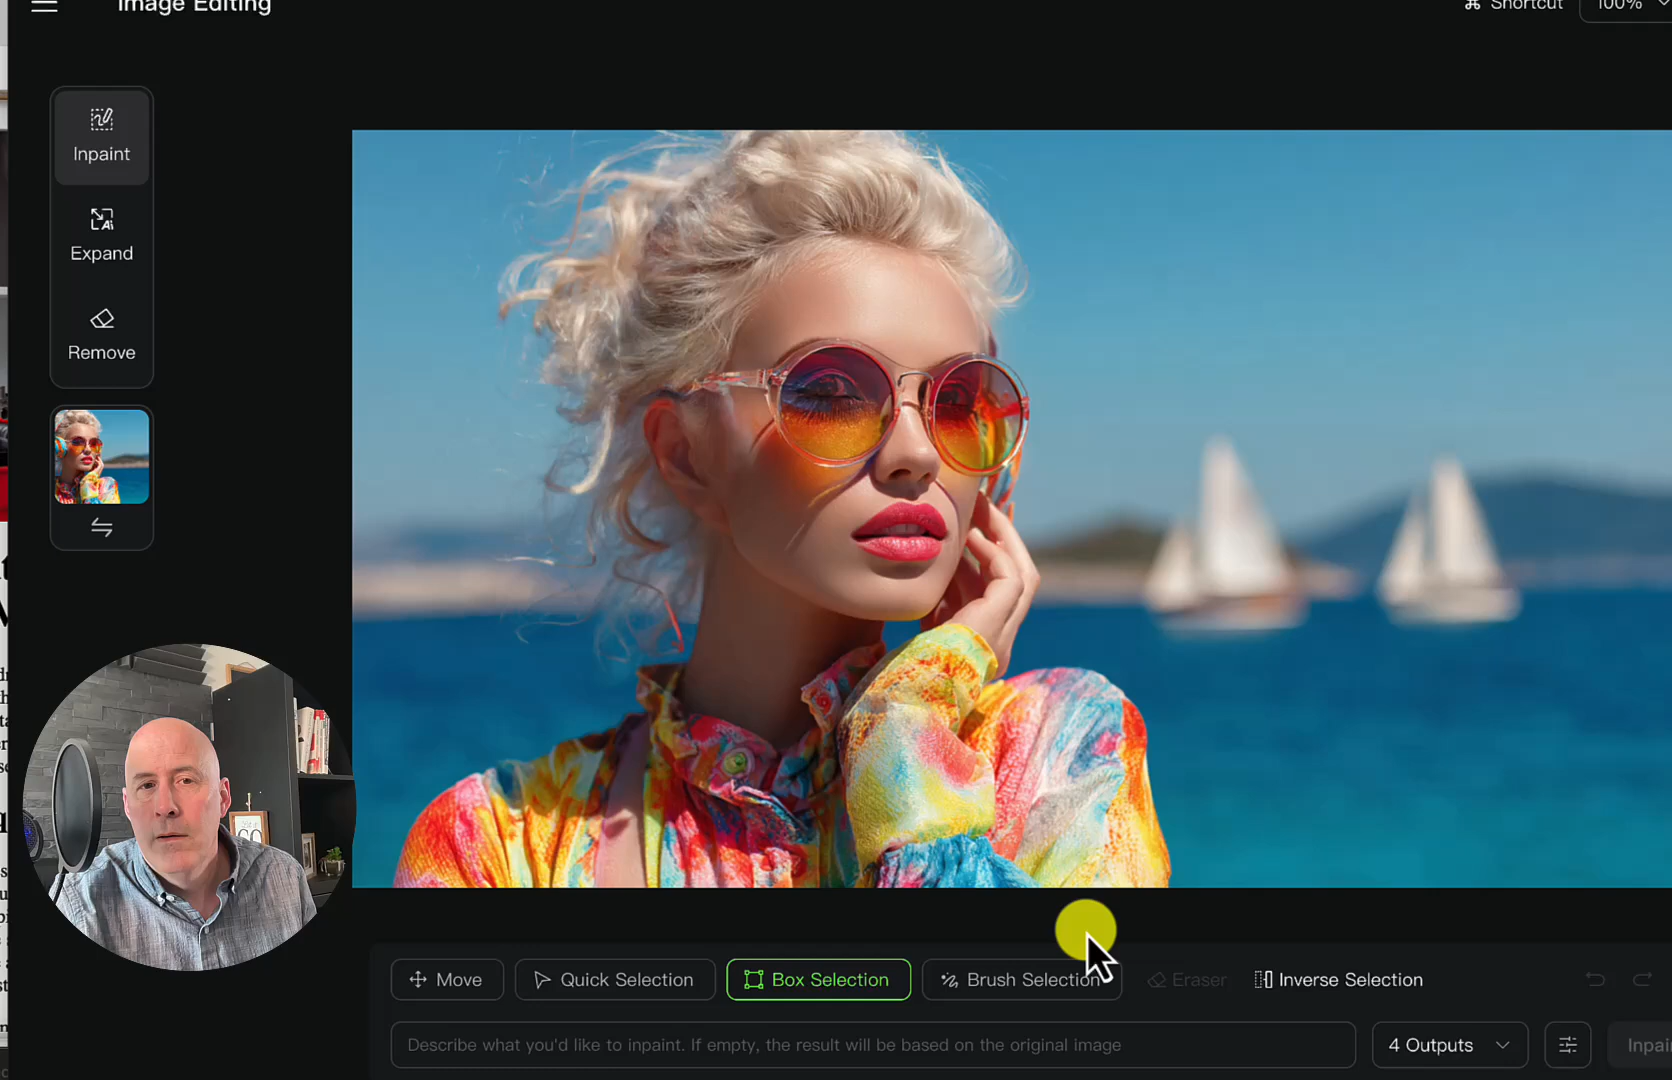 Image Editing
Shortcut
100%
Inpaint
Expand
Remove
Move
Quick Selection
Box Selection
Brush Selection
Eraser
Inverse Selection
Describe what you'd like to inpaint. If empty, the result will be based on the original image
4 Outputs
Inpai